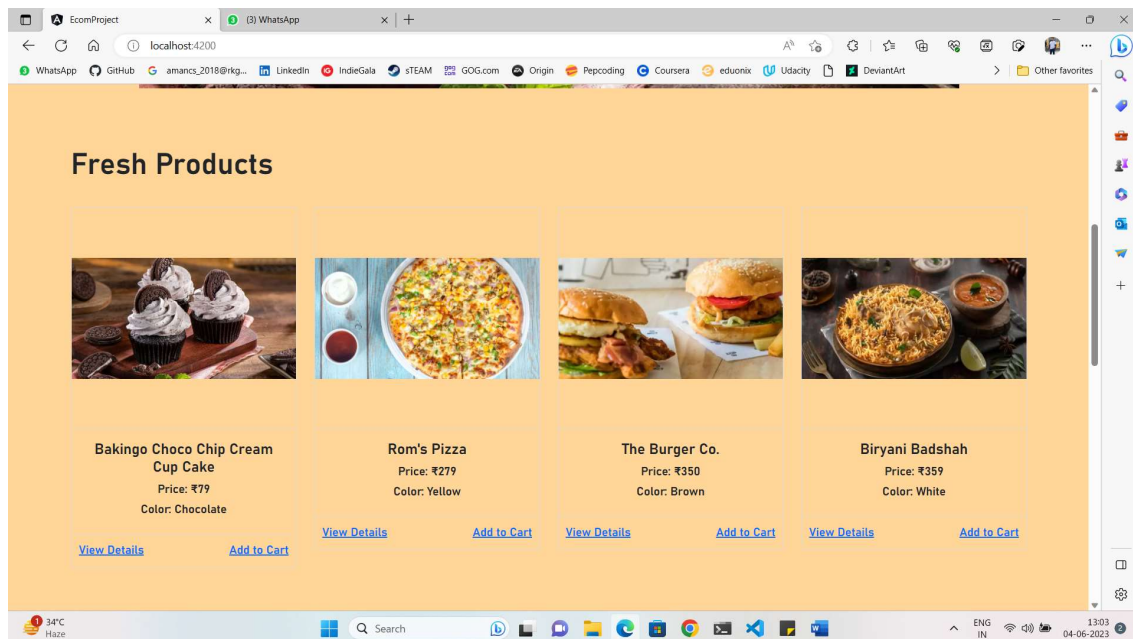 EcomProject
(3) WhatsApp
localhost:4200
WhatsApp GitHub amancs_2018@rkg... LinkedIn IndieGala sTEAM GOG.com Origin Pepcoding Coursera eduonix Udacity DeviantArt Other favorites
Fresh Products
Bakingo Choco Chip Cream
Cup Cake
Price: ₹79
Color: Chocolate
View Details Add to Cart
Rom's Pizza
Price: ₹279
Color: Yellow
View Details Add to Cart
The Burger Co.
Price: ₹350
Color: Brown
View Details Add to Cart
Biryani Badshah
Price: ₹359
Color: White
View Details Add to Cart
1
34°C
Haze
Search
ENG
IN
13:03
04-06-2023
2